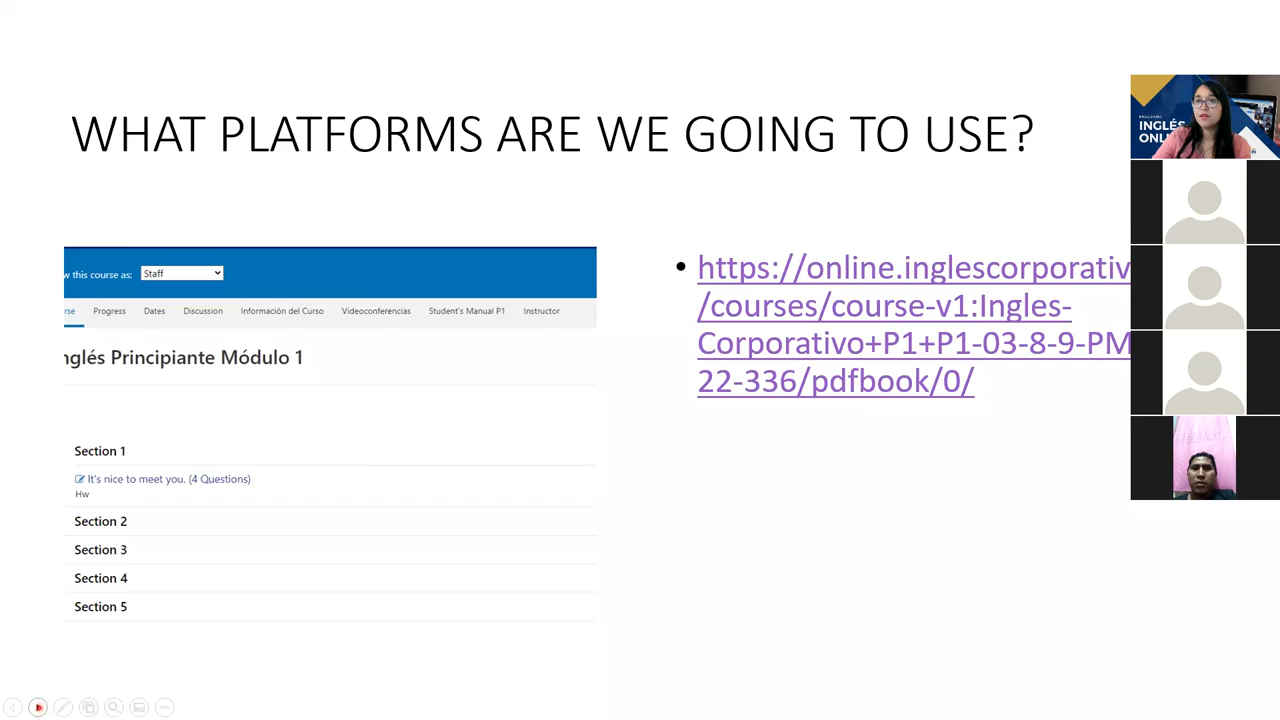 WHAT PLATFORMS ARE WE GOING TO USE?
PROGRAMA
INGLÉS
w this course as: Staff
Progress Dates Discussion Información del Curso Videoconferencias Student's Manual P1 Instructor
nglés Principiante Módulo 1
Section 1
It's nice to meet you. (4 Questions)
Hw
Section 2
Section 3
Section 4
Section 5
• https://online.inglescorporativ
/courses/course-v1:Ingles-
Corporativo+P1+P1-03-8-9-PM
22-336/pdfbook/0/